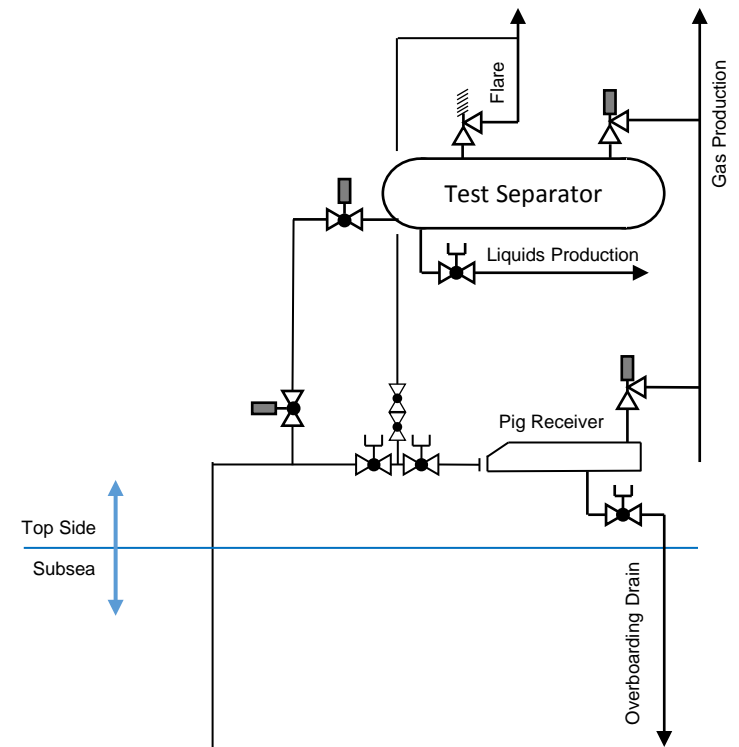 Flare
Gas Production
Test Separator
Liquids Production
Pig Receiver
Top Side
Subsea
Overboarding Drain